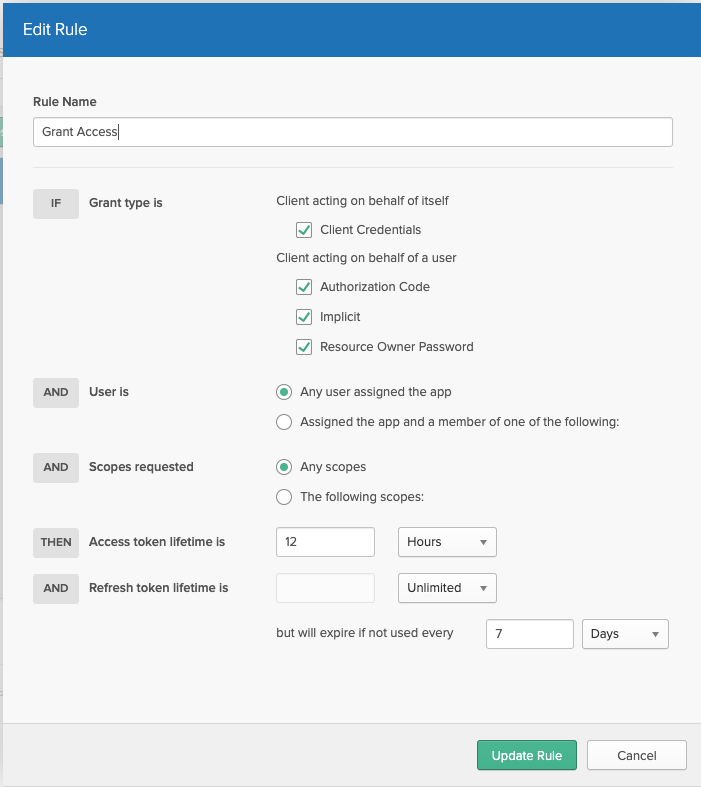 Edit Rule
Rule Name
Grant Access
IF Grant type is Client acting on behalf of itself
Client Credentials
Client acting on behalf of a user
Authorization Code
Implicit
Resource Owner Password
AND User is Any user assigned the app
Assigned the app and a member of one of the following:
AND Scopes requested Any scopes
The following scopes:
THEN Access token lifetime is 12 Hours
AND Refresh token lifetime is Unlimited
but will expire if not used every 7 Days
Update Rule Cancel